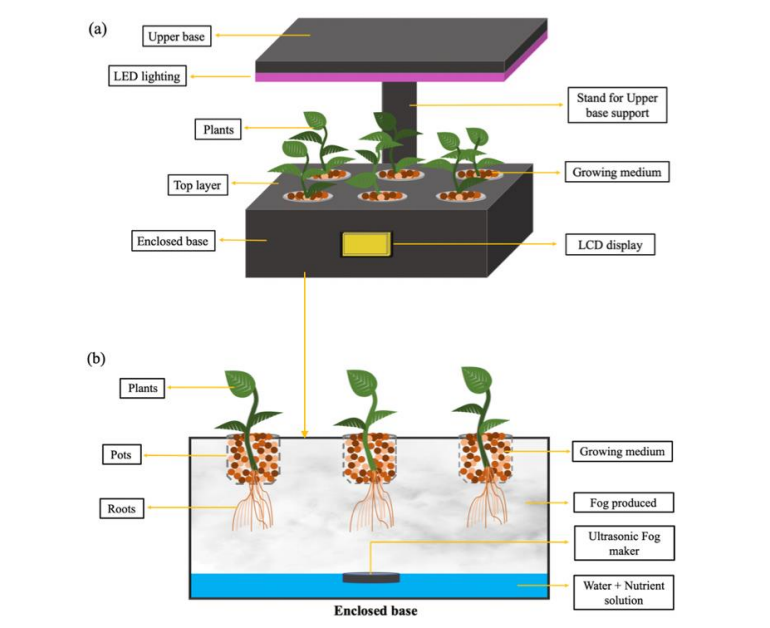 (a)
Upper base
LED lighting
Stand for Upper
base support
Plants
Growing medium
Top layer
Enclosed base
LCD display
(b)
Plants
Pots
Growing medium
Roots
Fog produced
Ultrasonic Fog
maker
Water + Nutrient
solution
Enclosed base